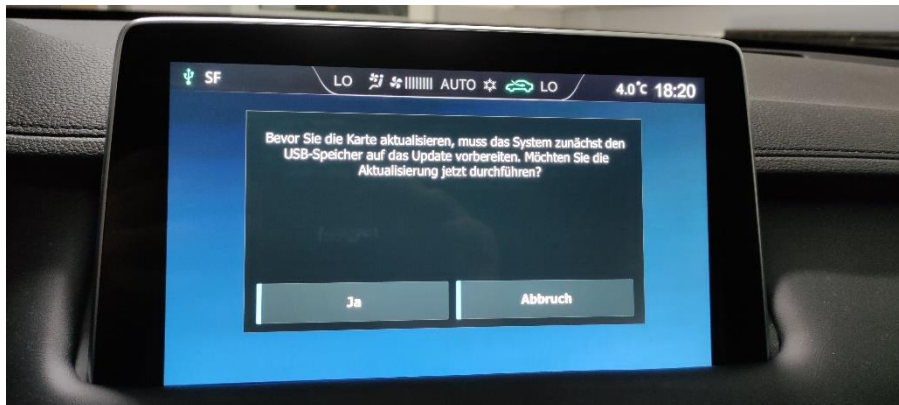 SF LO AUTO LO 4.0°C 18:20
Bevor Sie die Karte aktualisieren, muss das System zunächst den
USB-Speicher auf das Update vorbereiten. Möchten Sie die
Aktualisierung jetzt durchführen?
Ja Abbruch